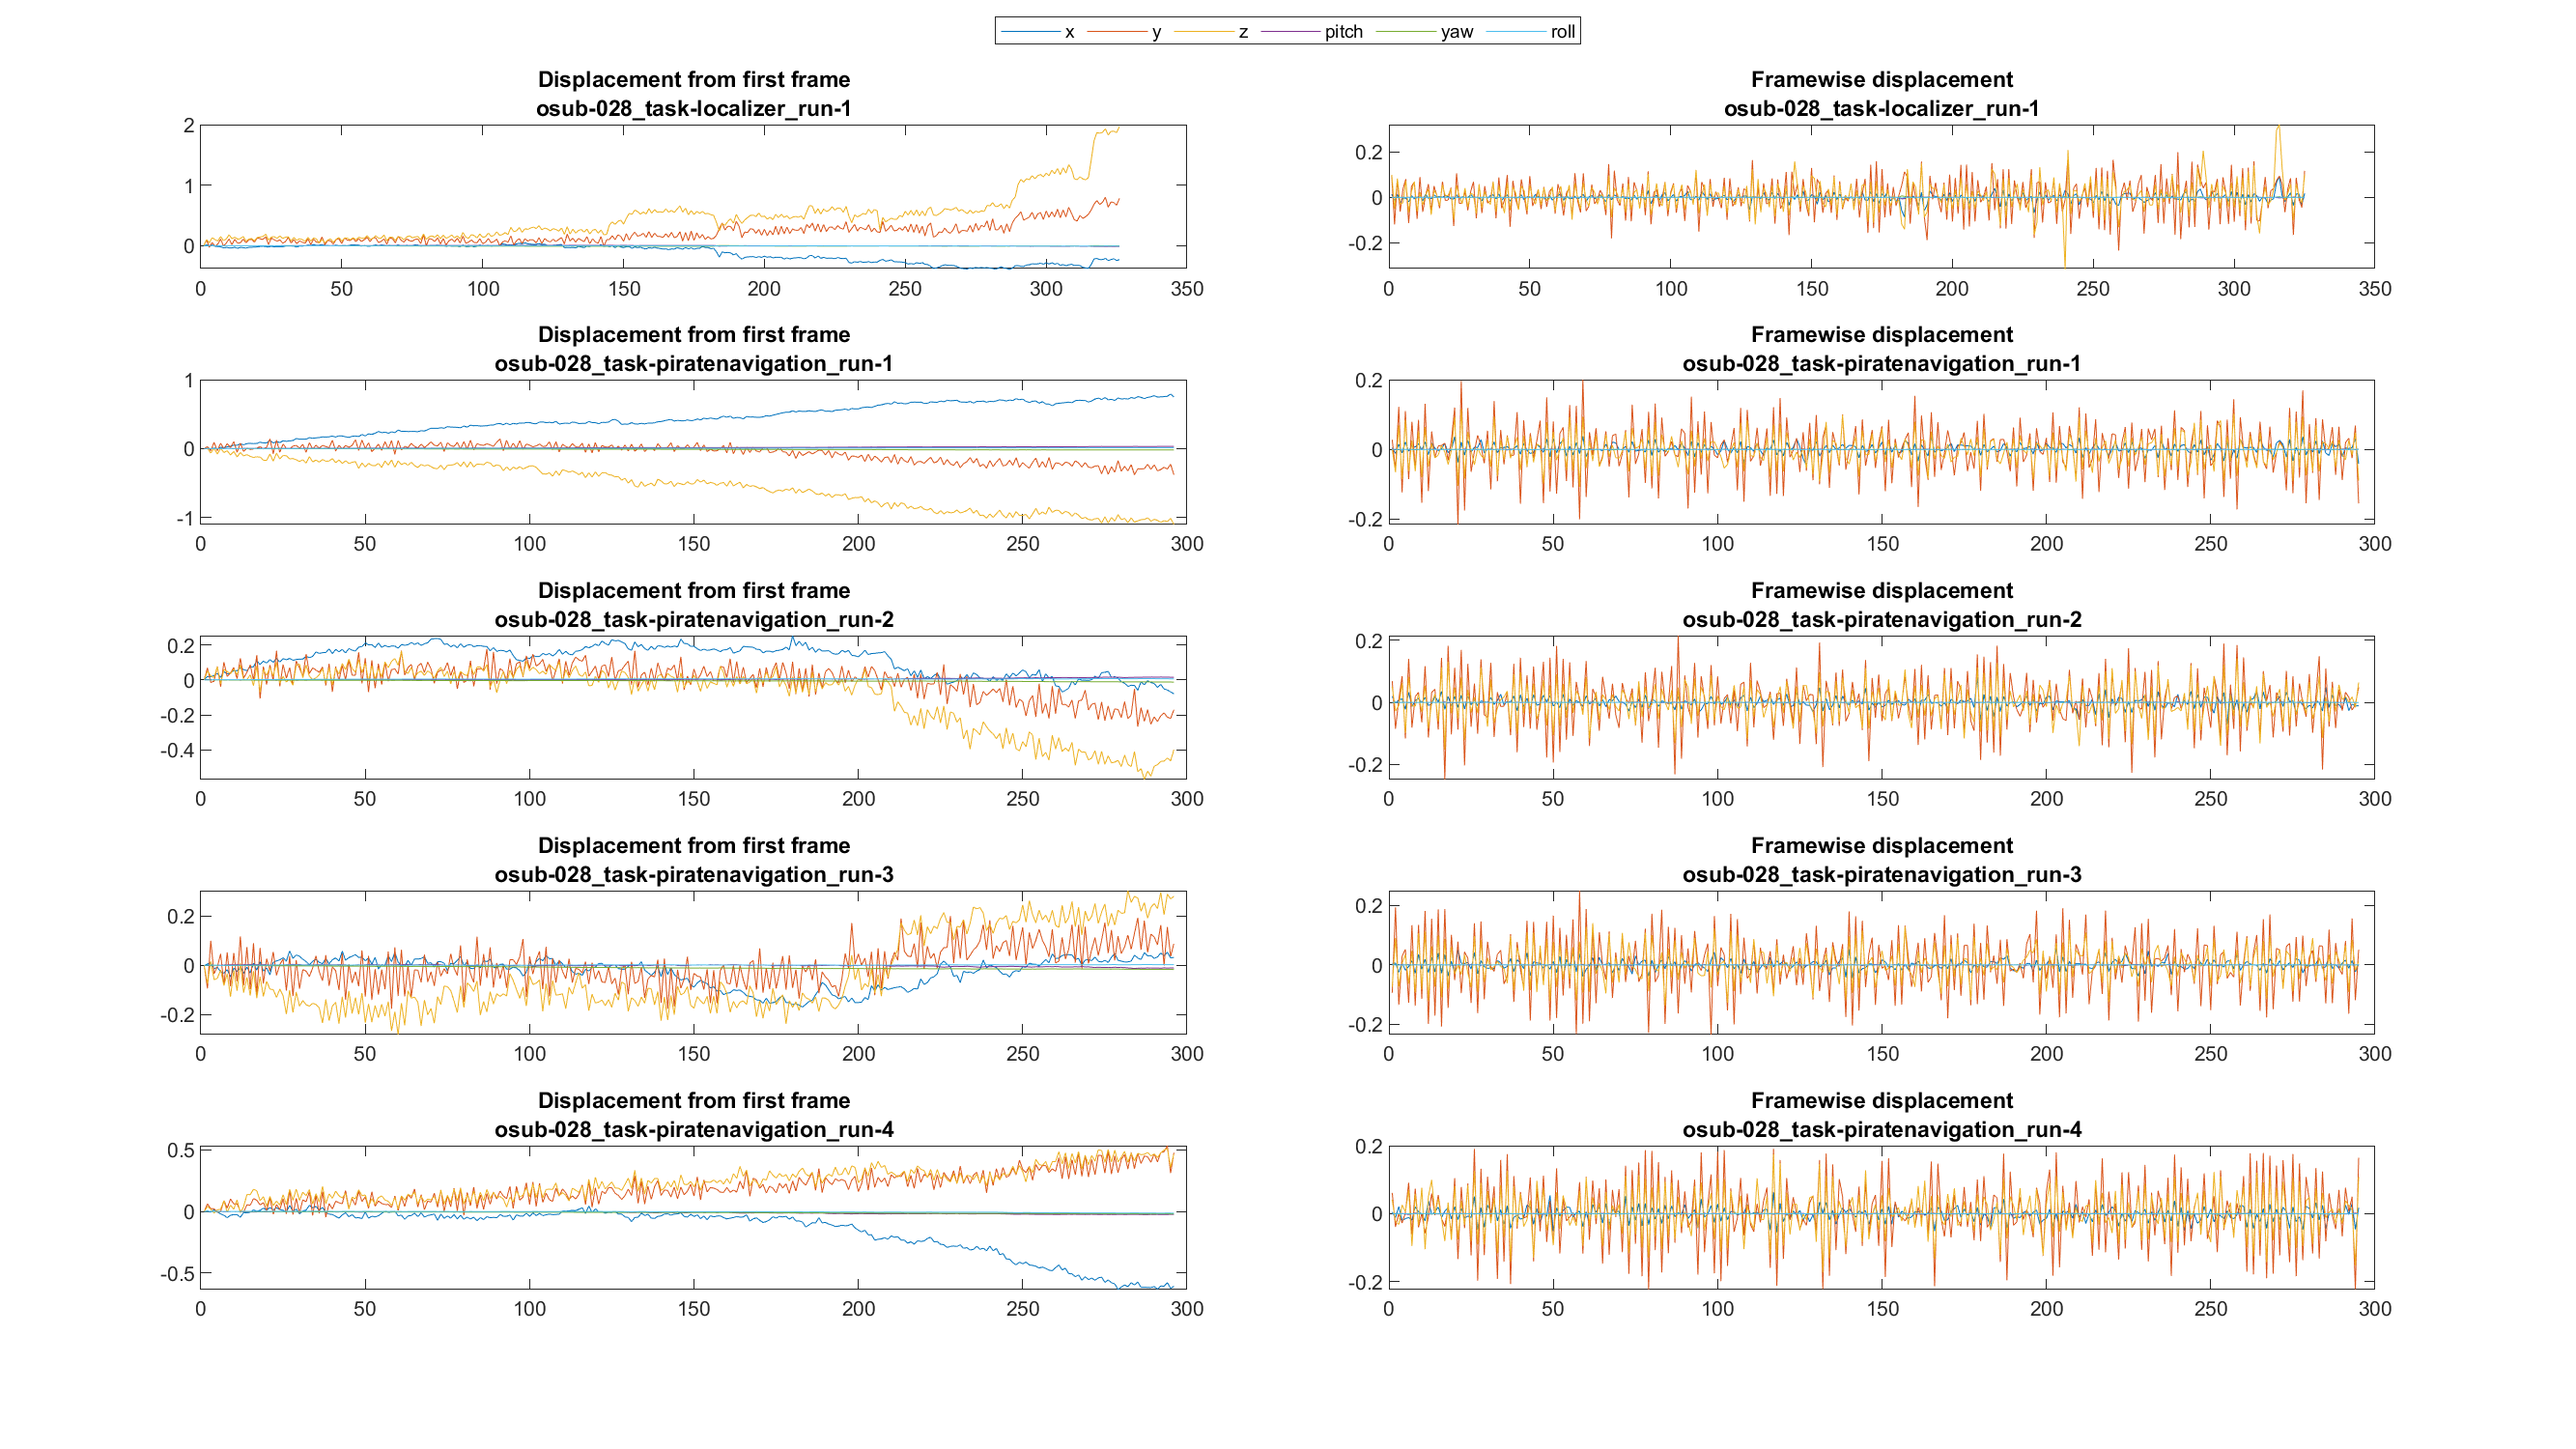 x y z pitch yaw roll
Displacement from first frame
osub-028_task-localizer_run-1
2
1
0
0 50 100 150 200 250 300 350
Framewise displacement
osub-028_task-localizer_run-1
0.2
0
-0.2
0 50 100 150 200 250 300 350
Displacement from first frame
osub-028_task-piratenavigation_run-1
1
0
-1
0 50 100 150 200 250 300
Framewise displacement
osub-028_task-piratenavigation_run-1
0.2
0
-0.2
0 50 100 150 200 250 300
Displacement from first frame
osub-028_task-piratenavigation_run-2
0.2
0
-0.2
-0.4
0 50 100 150 200 250 300
Framewise displacement
osub-028_task-piratenavigation_run-2
0.2
0
-0.2
0 50 100 150 200 250 300
Displacement from first frame
osub-028_task-piratenavigation_run-3
0.2
0
-0.2
0 50 100 150 200 250 300
Framewise displacement
osub-028_task-piratenavigation_run-3
0.2
0
-0.2
0 50 100 150 200 250 300
Displacement from first frame
osub-028_task-piratenavigation_run-4
0.5
0
-0.5
0 50 100 150 200 250 300
Framewise displacement
osub-028_task-piratenavigation_run-4
0.2
0
-0.2
0 50 100 150 200 250 300